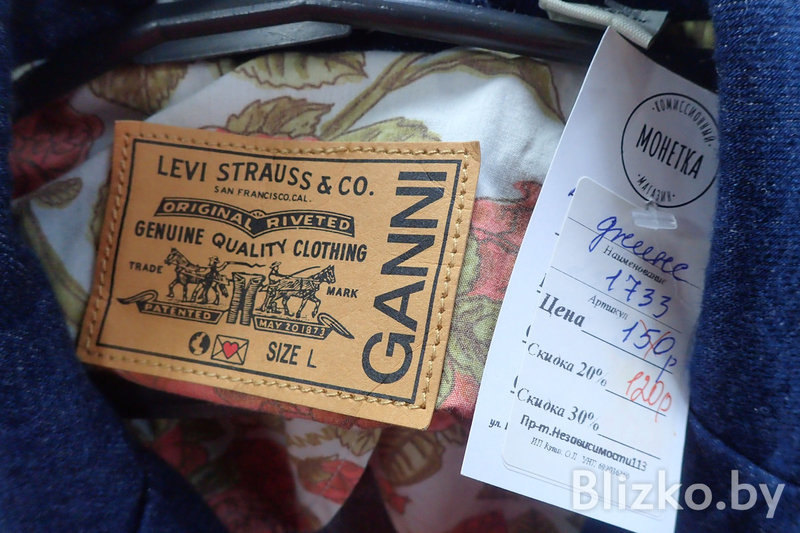 LEVI STRAUSS & CO.
SAN FRANCISCO.CAL.
ORIGINAL RIVETED
GENUINE QUALITY CLOTHING
TRADE MARK
PATENTED MAY 20 1873
SIZE L
GANNI
КОМИССИОННЫЙ
МОНЕТКА
МАГАЗИН
Наименование
1733
Артикул
Цена 150р
Скидка 20% 120р
Скидка 30%
Пр-т.Независимости113
Blizko.by